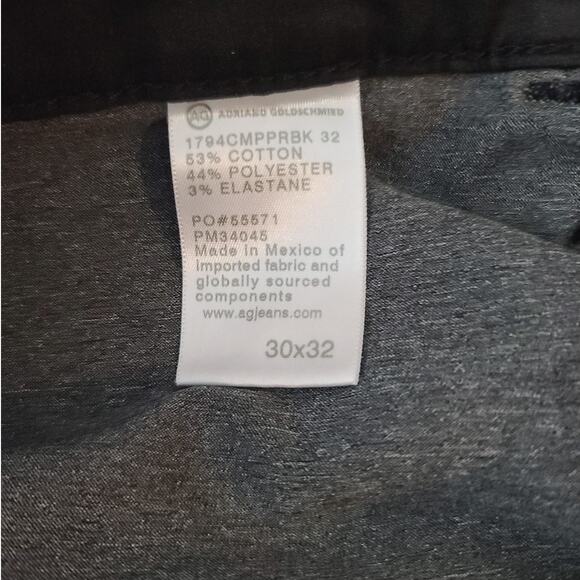 AG ADRIANO GOLDSCHMIED
1794CMPPRBK 32
53% COTTON
44% POLYESTER
3% ELASTANE
PO#55571
PM34045
Made in Mexico of
imported fabric and
globally sourced
components
www.agjeans.com
30x32